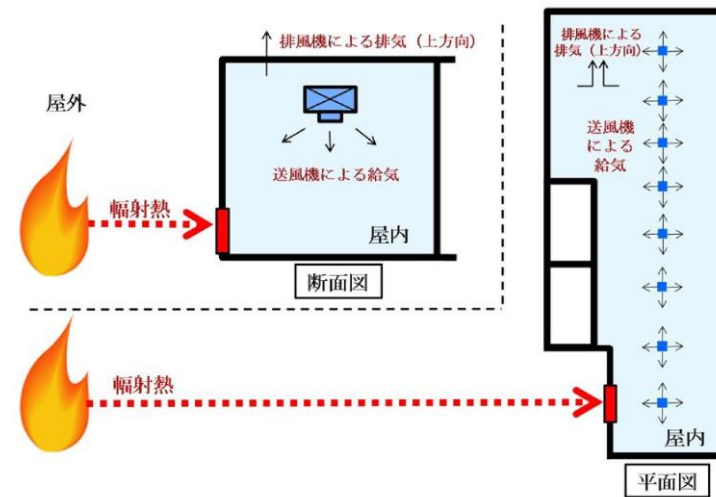 排風機による排気（上方向）
屋外
送風機による給気
輻射熱
屋内
断面図
排風機による
排気（上方向）
送風機
による
給気
輻射熱
屋内
平面図